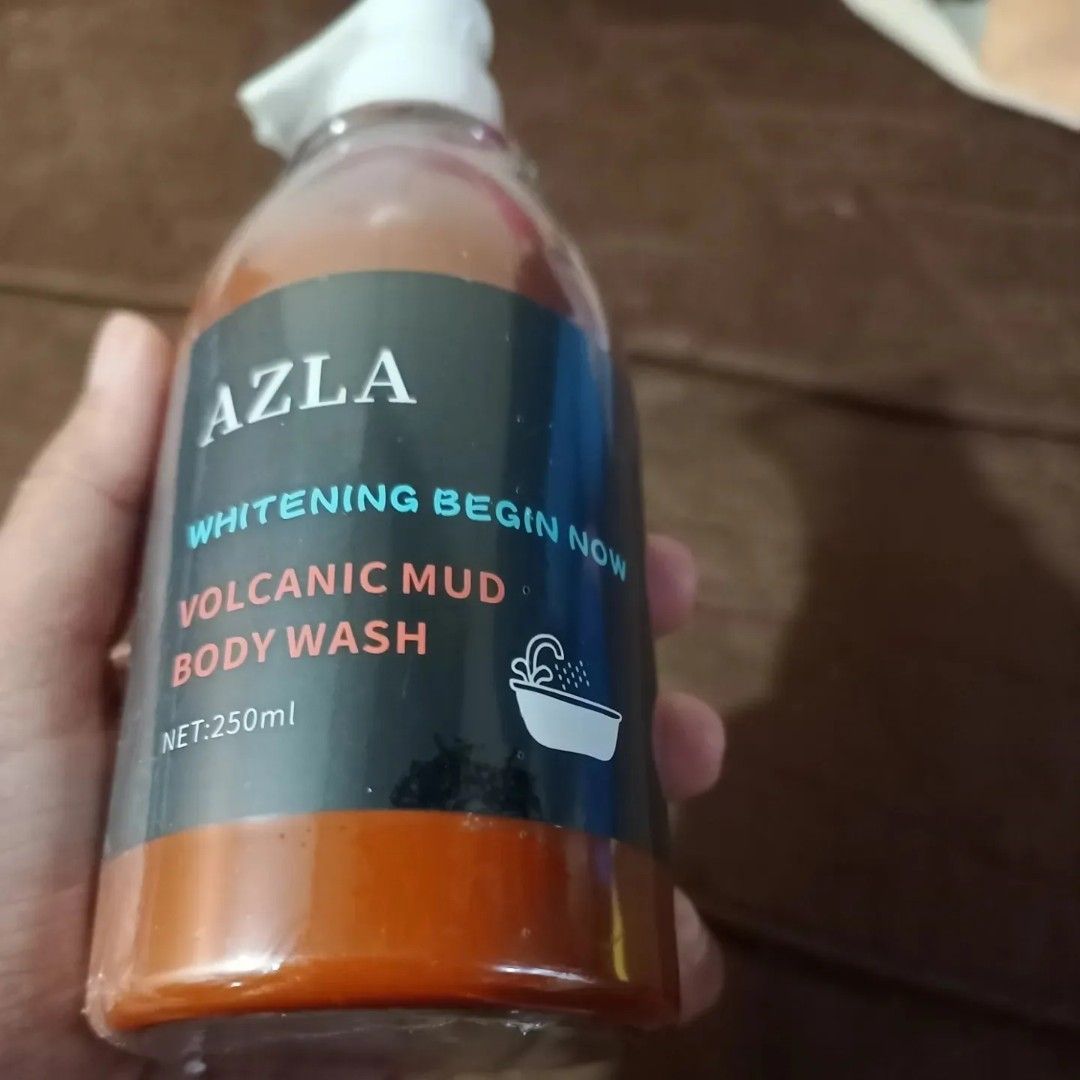 AZLA
WHITENING BEGIN NOW
VOLCANIC MUD
BODY WASH
NET:250ml